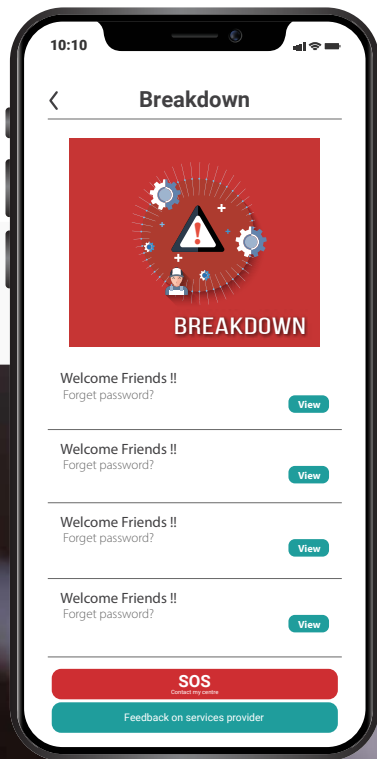 10:10
Breakdown
BREAKDOWN
Welcome Friends !!
Forget password?
View
Welcome Friends !!
Forget password?
View
Welcome Friends !!
Forget password?
View
Welcome Friends !!
Forget password?
View
SOS
Contact my centre
Feedback on services provider